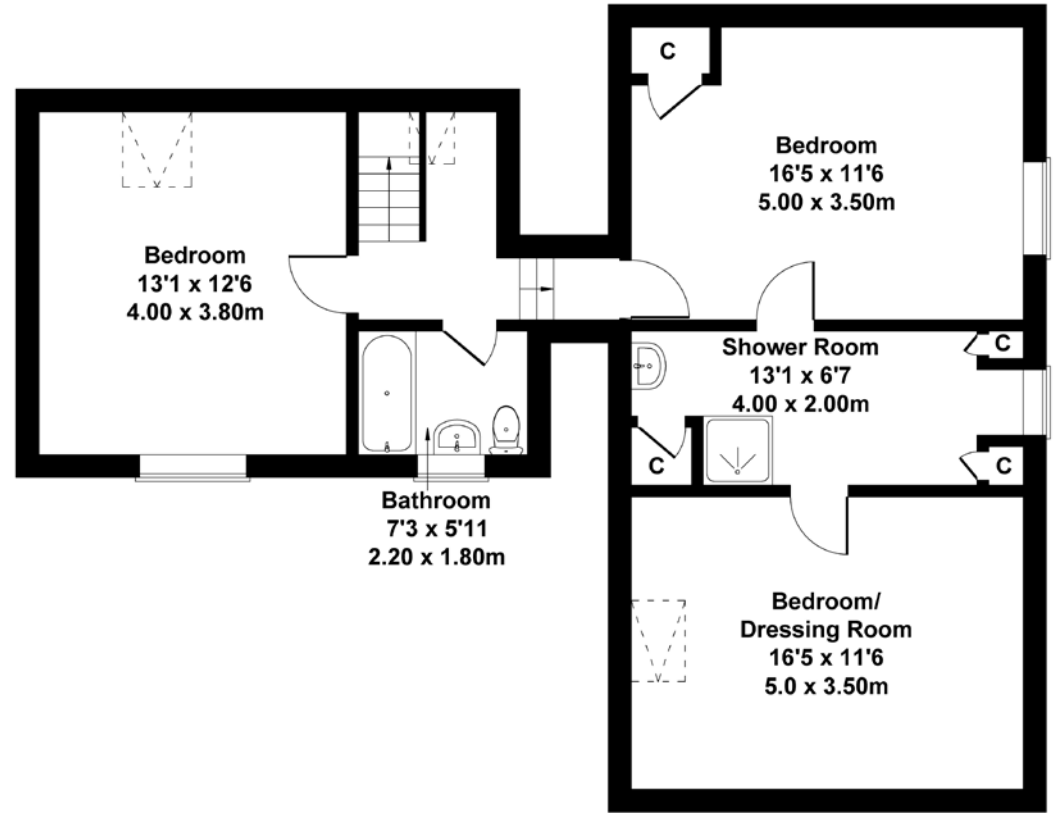 C
Bedroom
16'5 x 11'6
5.00 x 3.50m
Bedroom
13'1 x 12'6
4.00 x 3.80m
Shower Room
13'1 x 6'7
4.00 x 2.00m
C
C
C
Bathroom
7'3 x 5'11
2.20 x 1.80m
Bedroom/
Dressing Room
16'5 x 11'6
5.0 x 3.50m